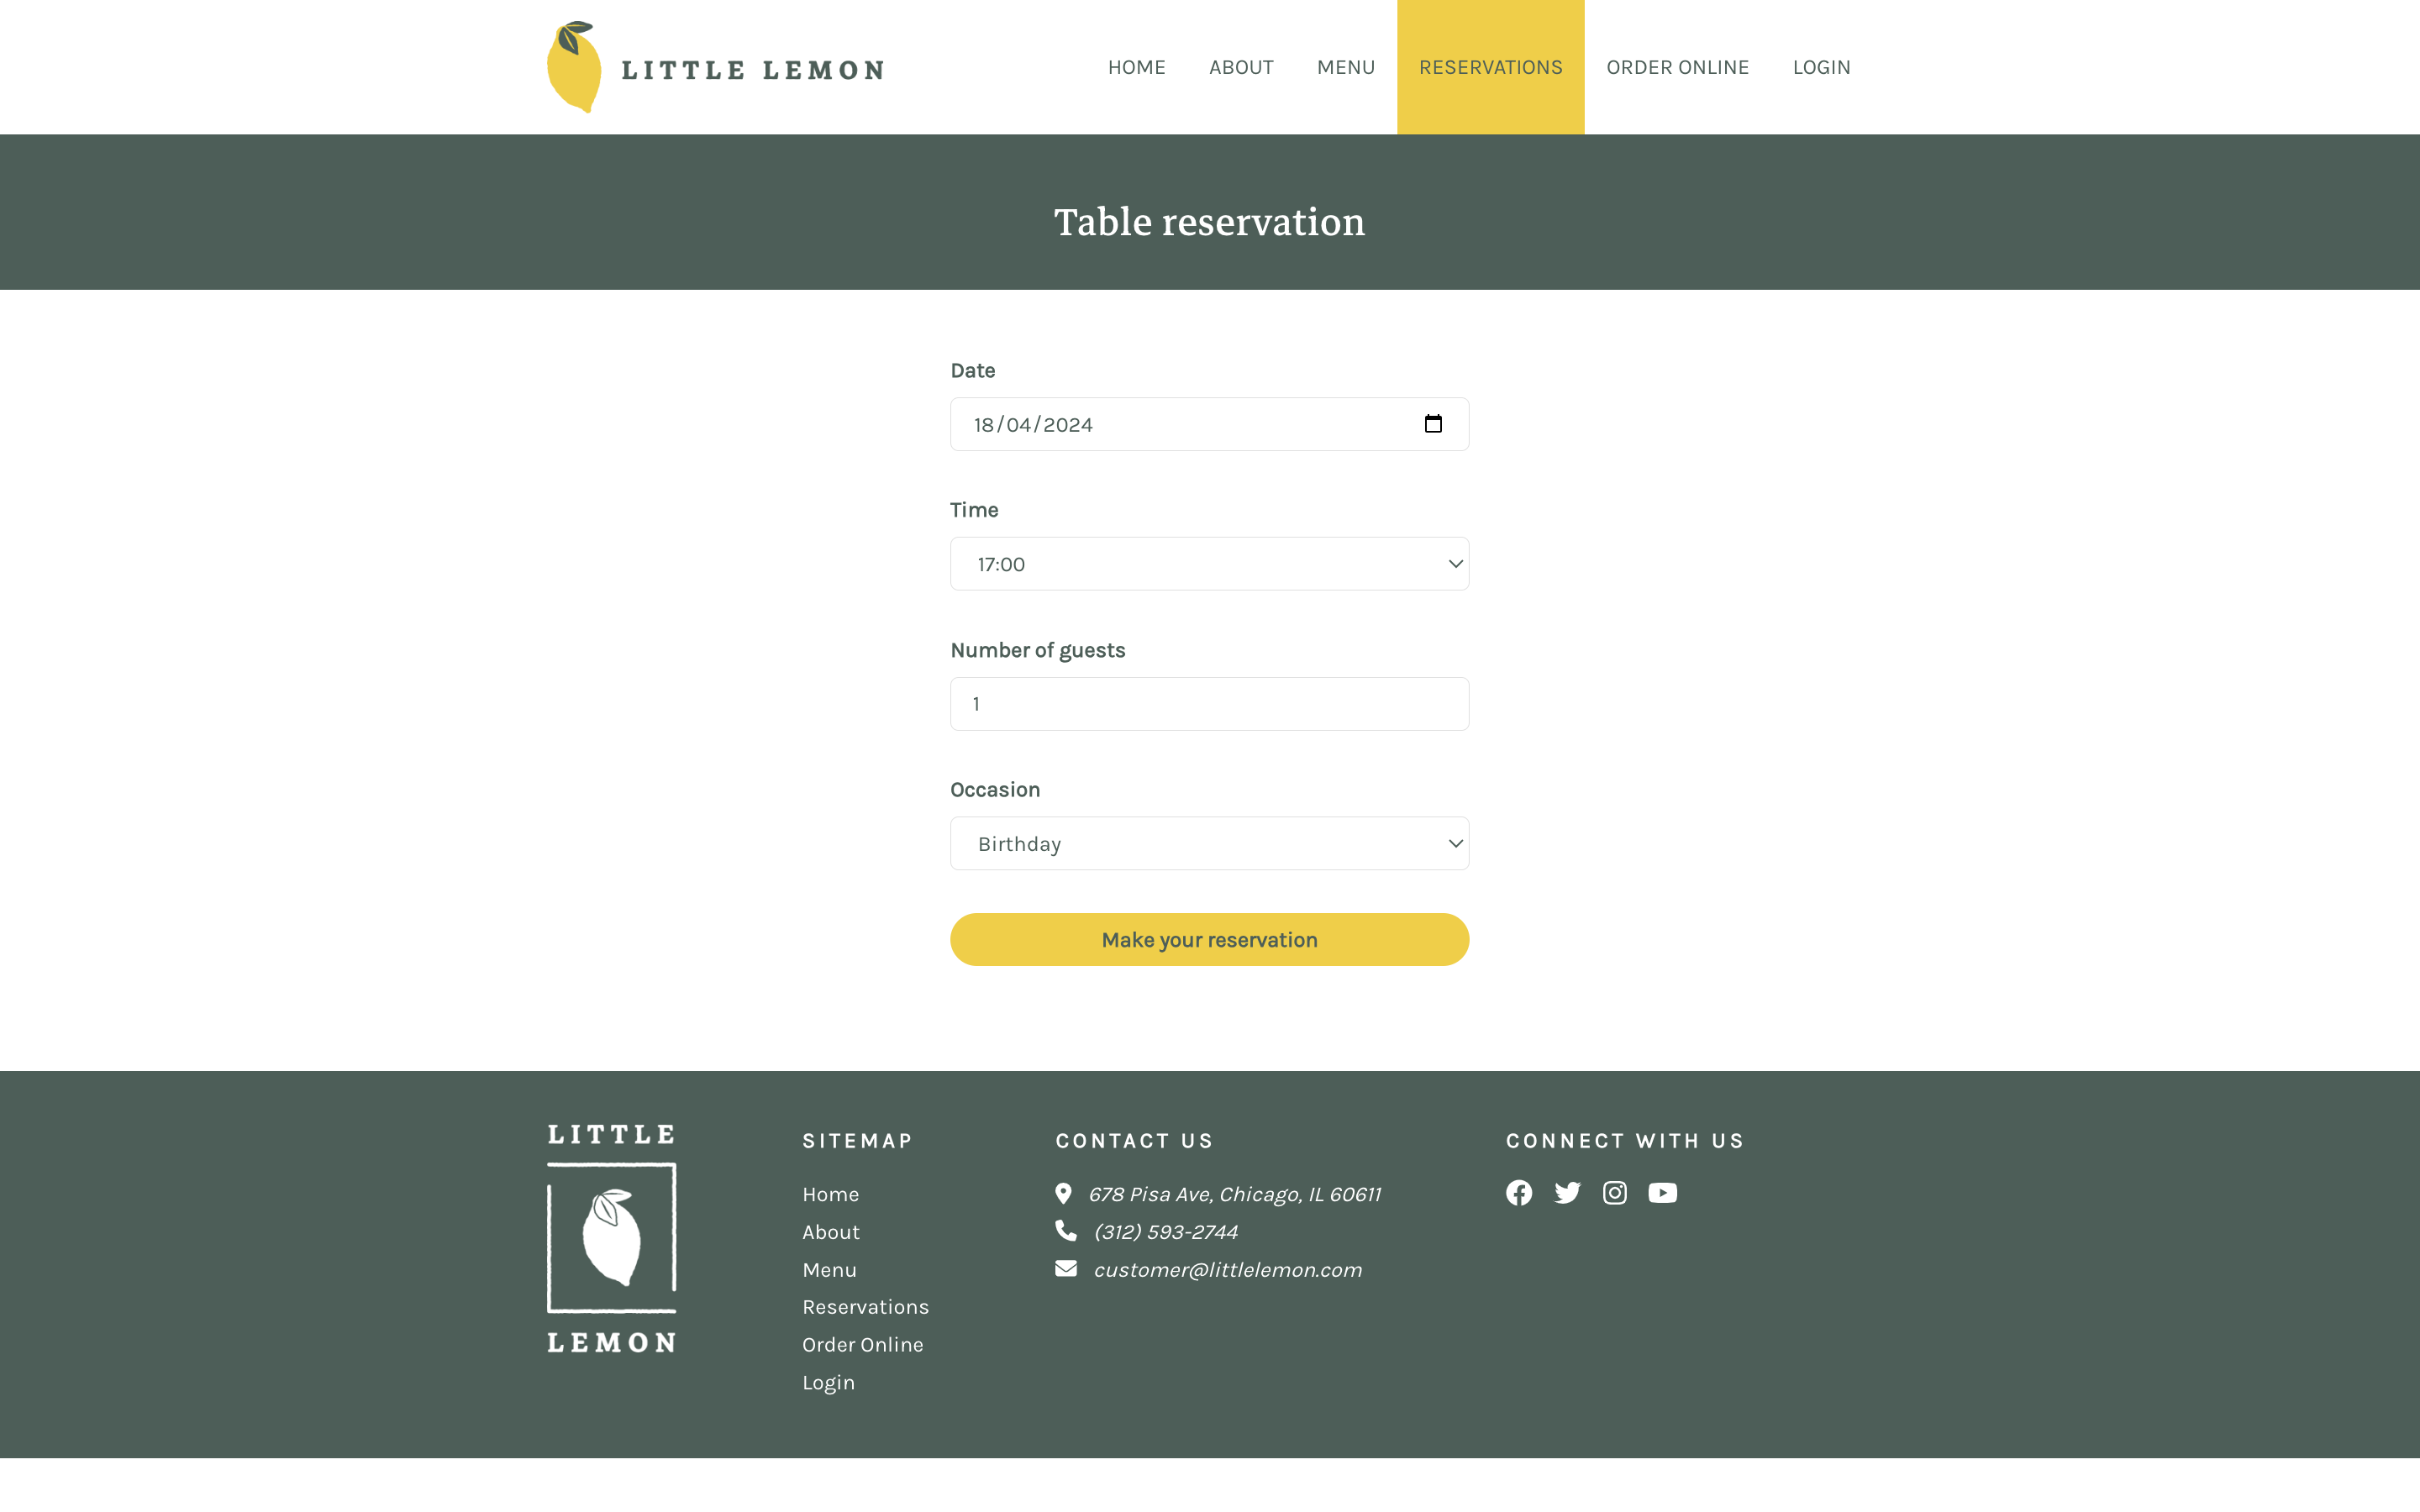 LITTLE LEMON
HOME ABOUT MENU RESERVATIONS ORDER ONLINE LOGIN
Table reservation
Date
18/04/2024
Time
17:00
Number of guests
1
Occasion
Birthday
Make your reservation
LITTLE
LEMON
SITEMAP
Home
About
Menu
Reservations
Order Online
Login
CONTACT US
678 Pisa Ave, Chicago, IL 60611
(312) 593-2744
customer@littlelemon.com
CONNECT WITH US